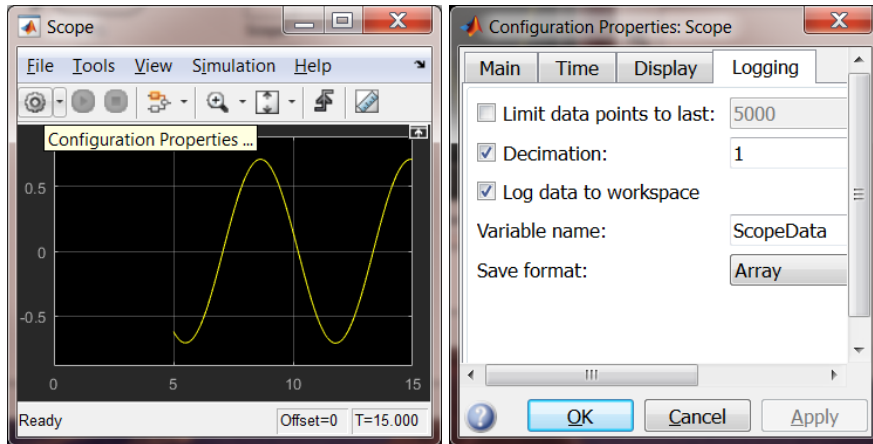 Scope
File Tools View Simulation Help
Configuration Properties ...
0.5
0
-0.5
0 5 10 15
Ready Offset=0 T=15.000
Configuration Properties: Scope
Main Time Display Logging
Limit data points to last: 5000
Decimation: 1
Log data to workspace
Variable name: ScopeData
Save format: Array
OK Cancel Apply